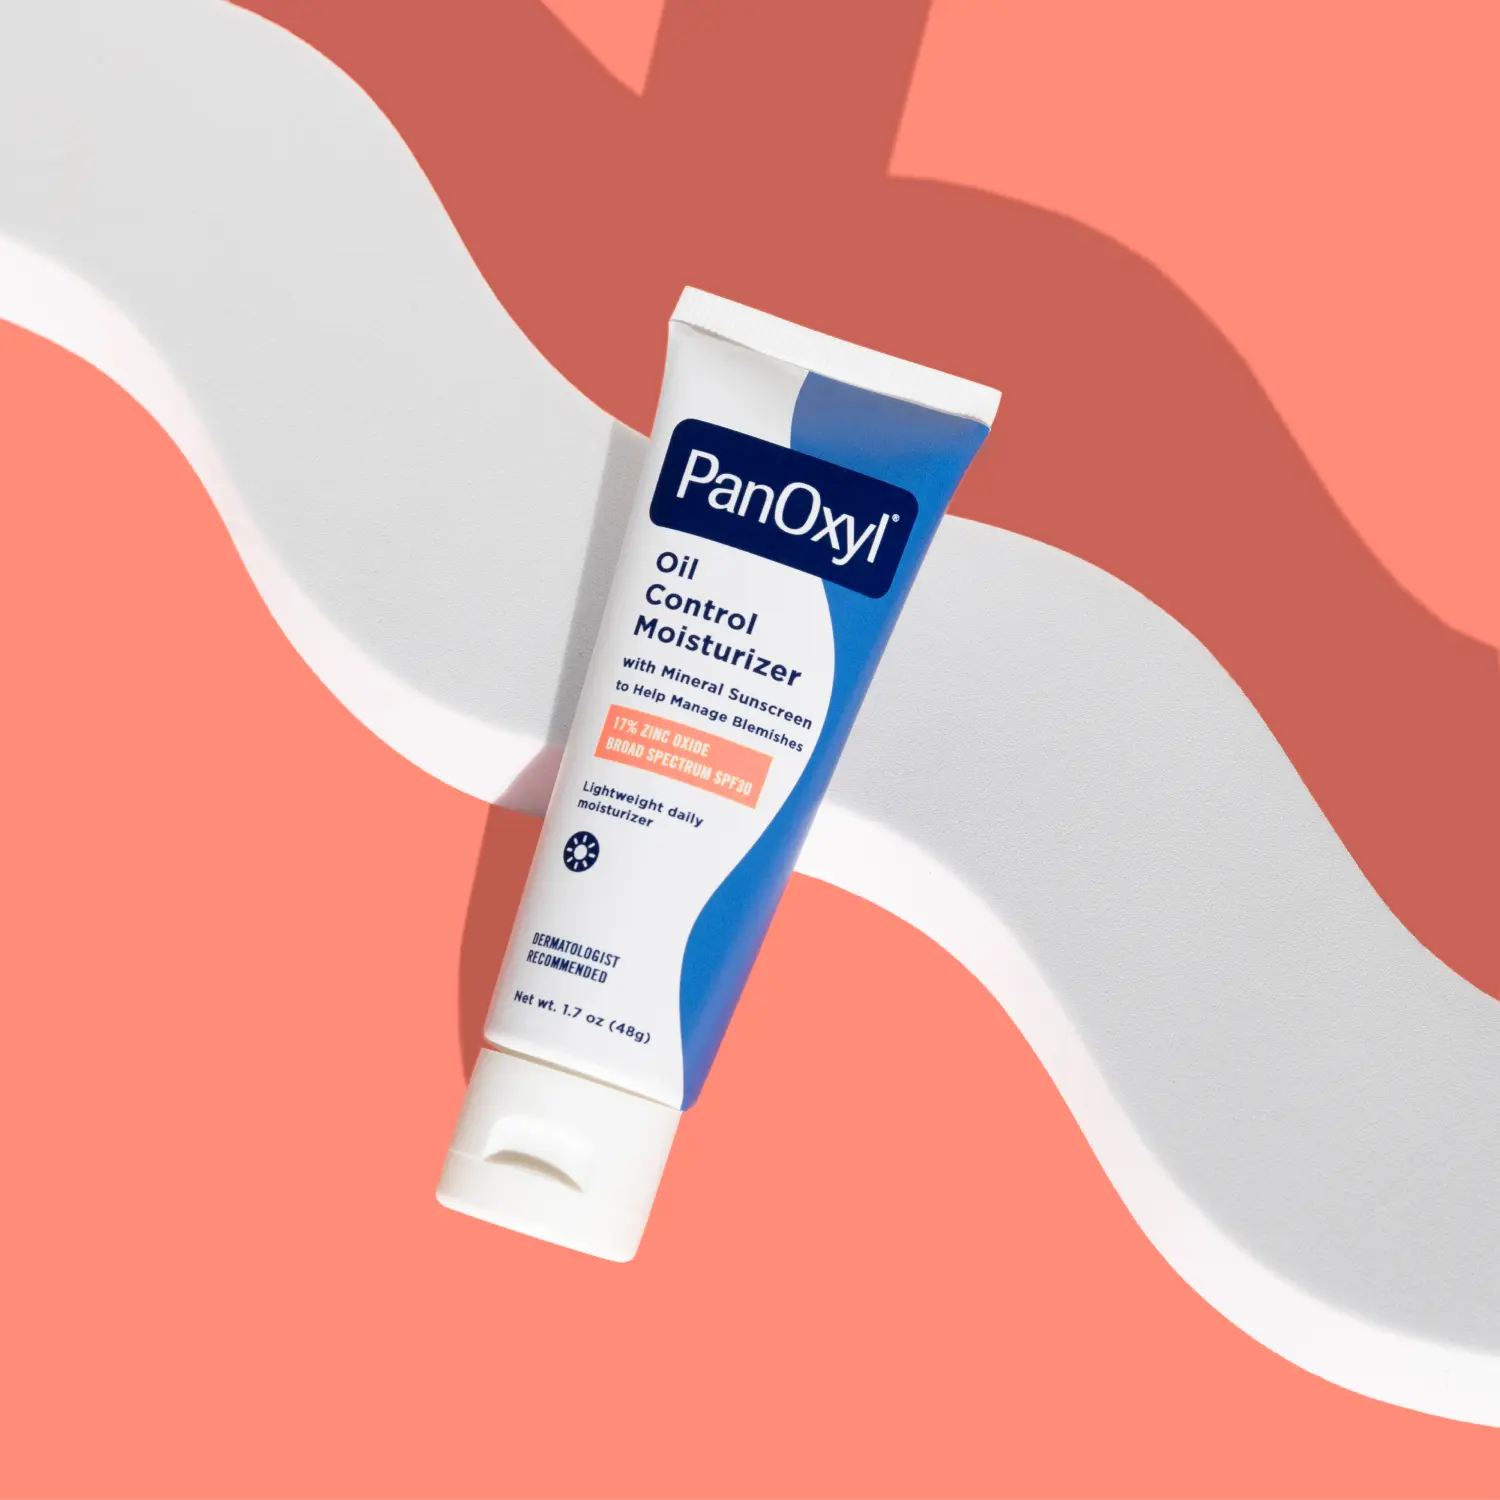 PanOxyl®
Oil
Control
Moisturizer
with Mineral Sunscreen
to Help Manage Blemishes
17% ZINC OXIDE
BROAD SPECTRUM SPF30
Lightweight daily
moisturizer
DERMATOLOGIST
RECOMMENDED
Net wt. 1.7 oz (48g)